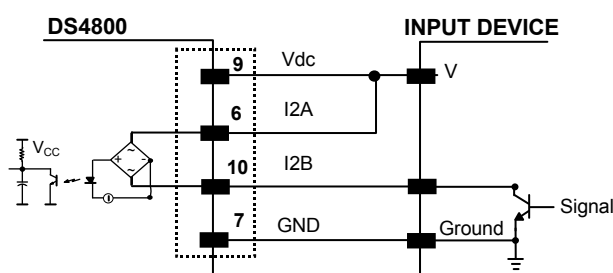 DS4800
INPUT DEVICE
9 Vdc V
6 I2A
VCC
10 I2B
Signal
7 GND Ground